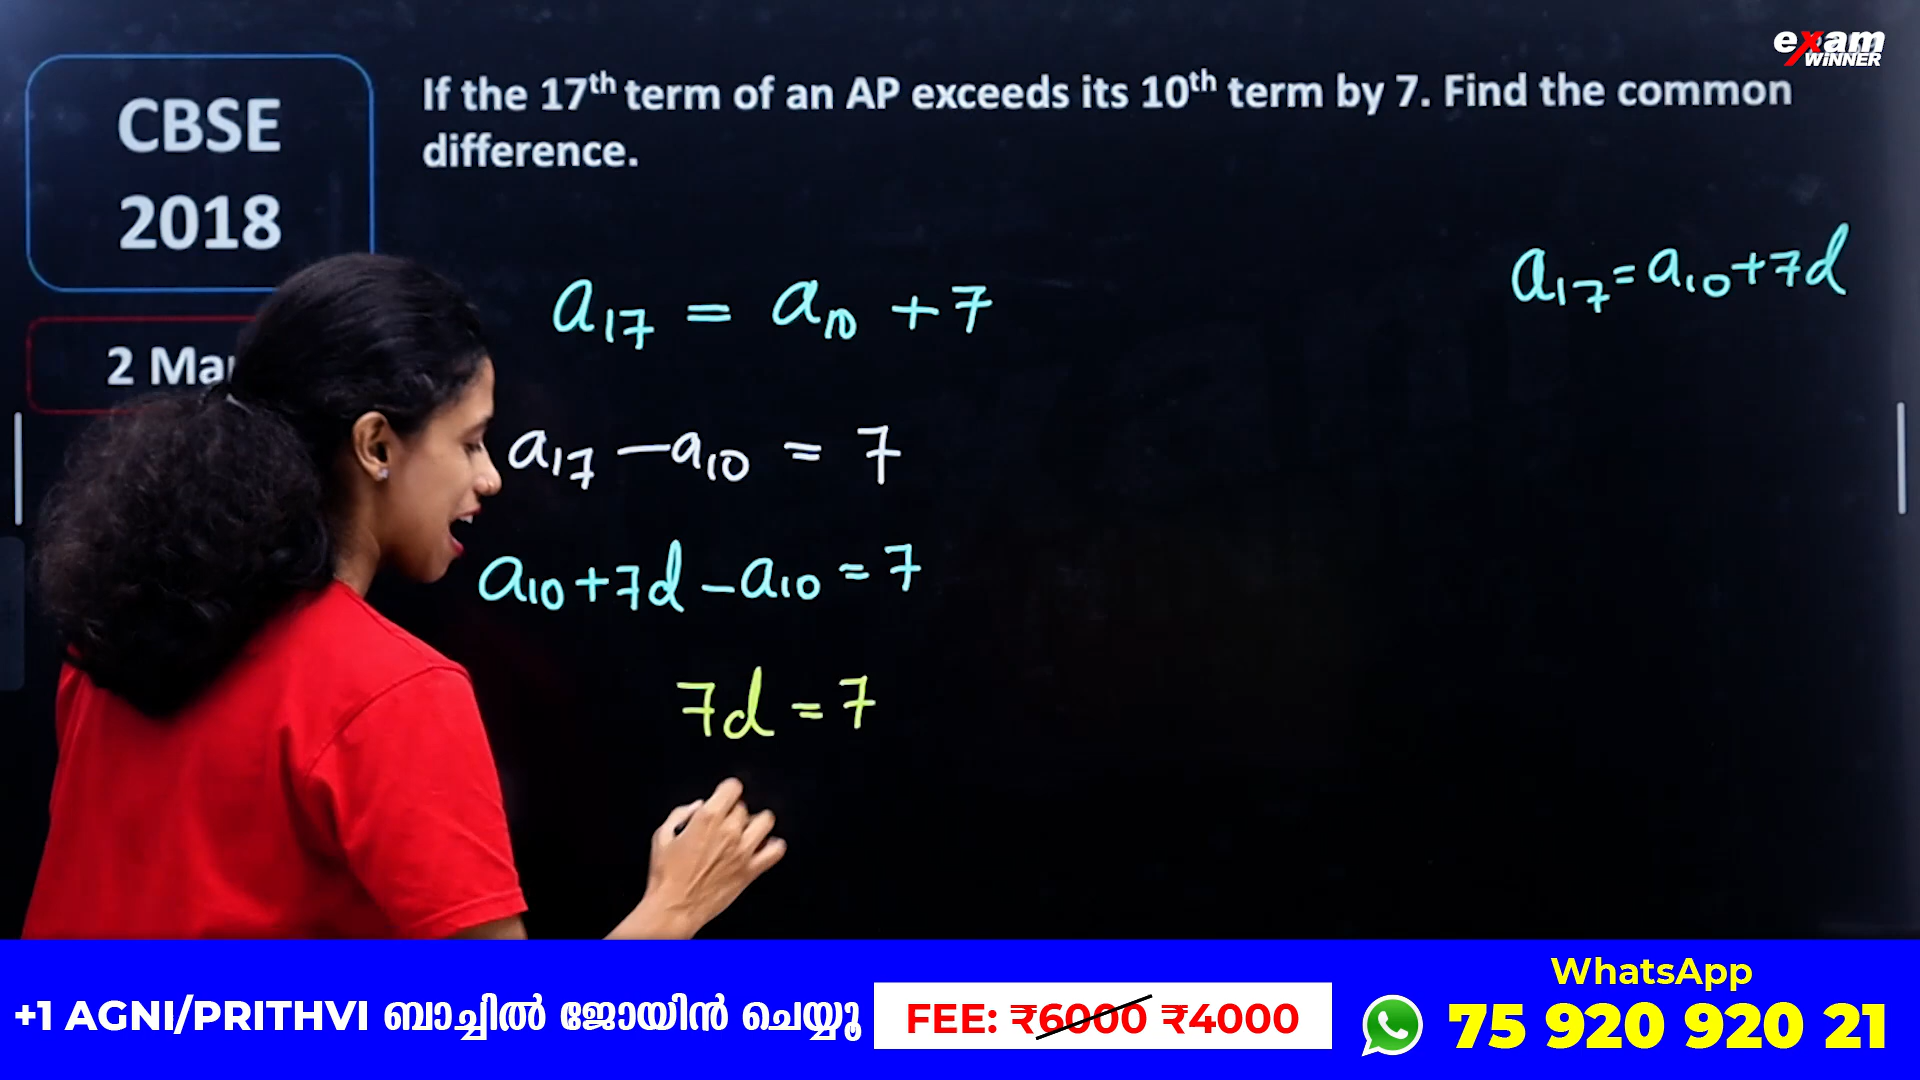 exam
WINNER
CBSE
2018
If the 17th term of an AP exceeds its 10th term by 7. Find the common
difference.
a17 = a10 + 7d
a17 = a10 + 7
2 Mar
a17 - a10 = 7
a10 + 7d - a10 = 7
7d = 7
+1 AGNI/PRITHVI ബാച്ചിൽ ജോയിൻ ചെയ്യൂ
FEE: ₹6000 ₹4000
WhatsApp
75 920 920 21